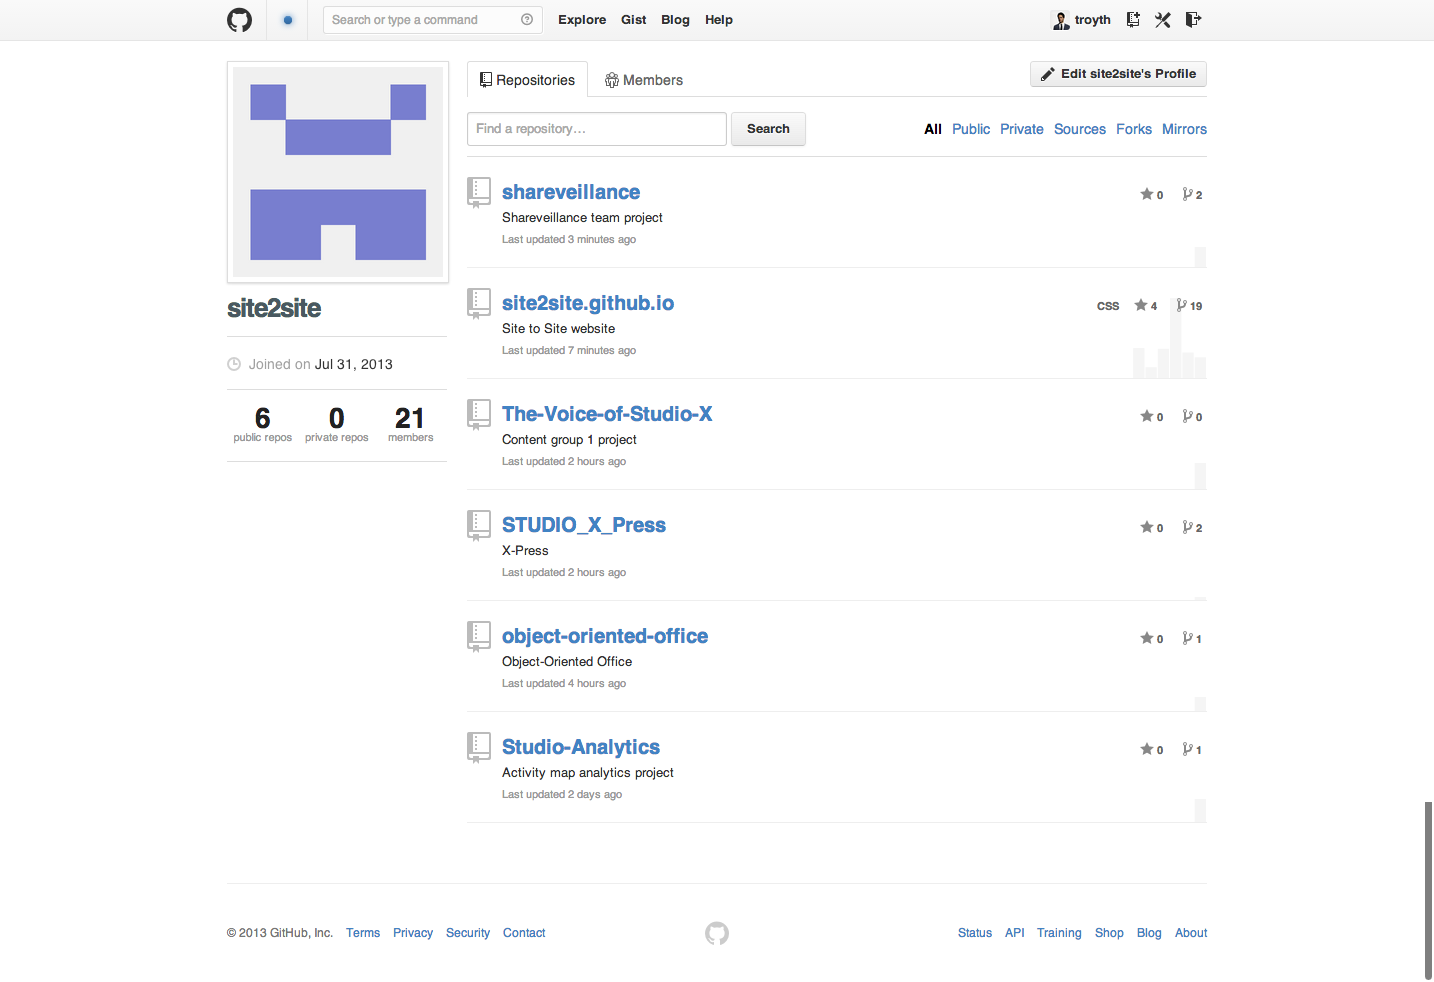 Search or type a command
Explore Gist Blog Help
troyth
Repositories Members
Edit site2site's Profile
Find a repository...
Search
All Public Private Sources Forks Mirrors
shareveillance
0 2
Shareveillance team project
Last updated 3 minutes ago
site2site.github.io
CSS 4 19
Site to Site website
Last updated 7 minutes ago
site2site
Joined on Jul 31, 2013
6 0 21
public repos private repos members
The-Voice-of-Studio-X
0 0
Content group 1 project
Last updated 2 hours ago
STUDIO_X_Press
0 2
X-Press
Last updated 2 hours ago
object-oriented-office
0 1
Object-Oriented Office
Last updated 4 hours ago
Studio-Analytics
0 1
Activity map analytics project
Last updated 2 days ago
© 2013 GitHub, Inc. Terms Privacy Security Contact
Status API Training Shop Blog About